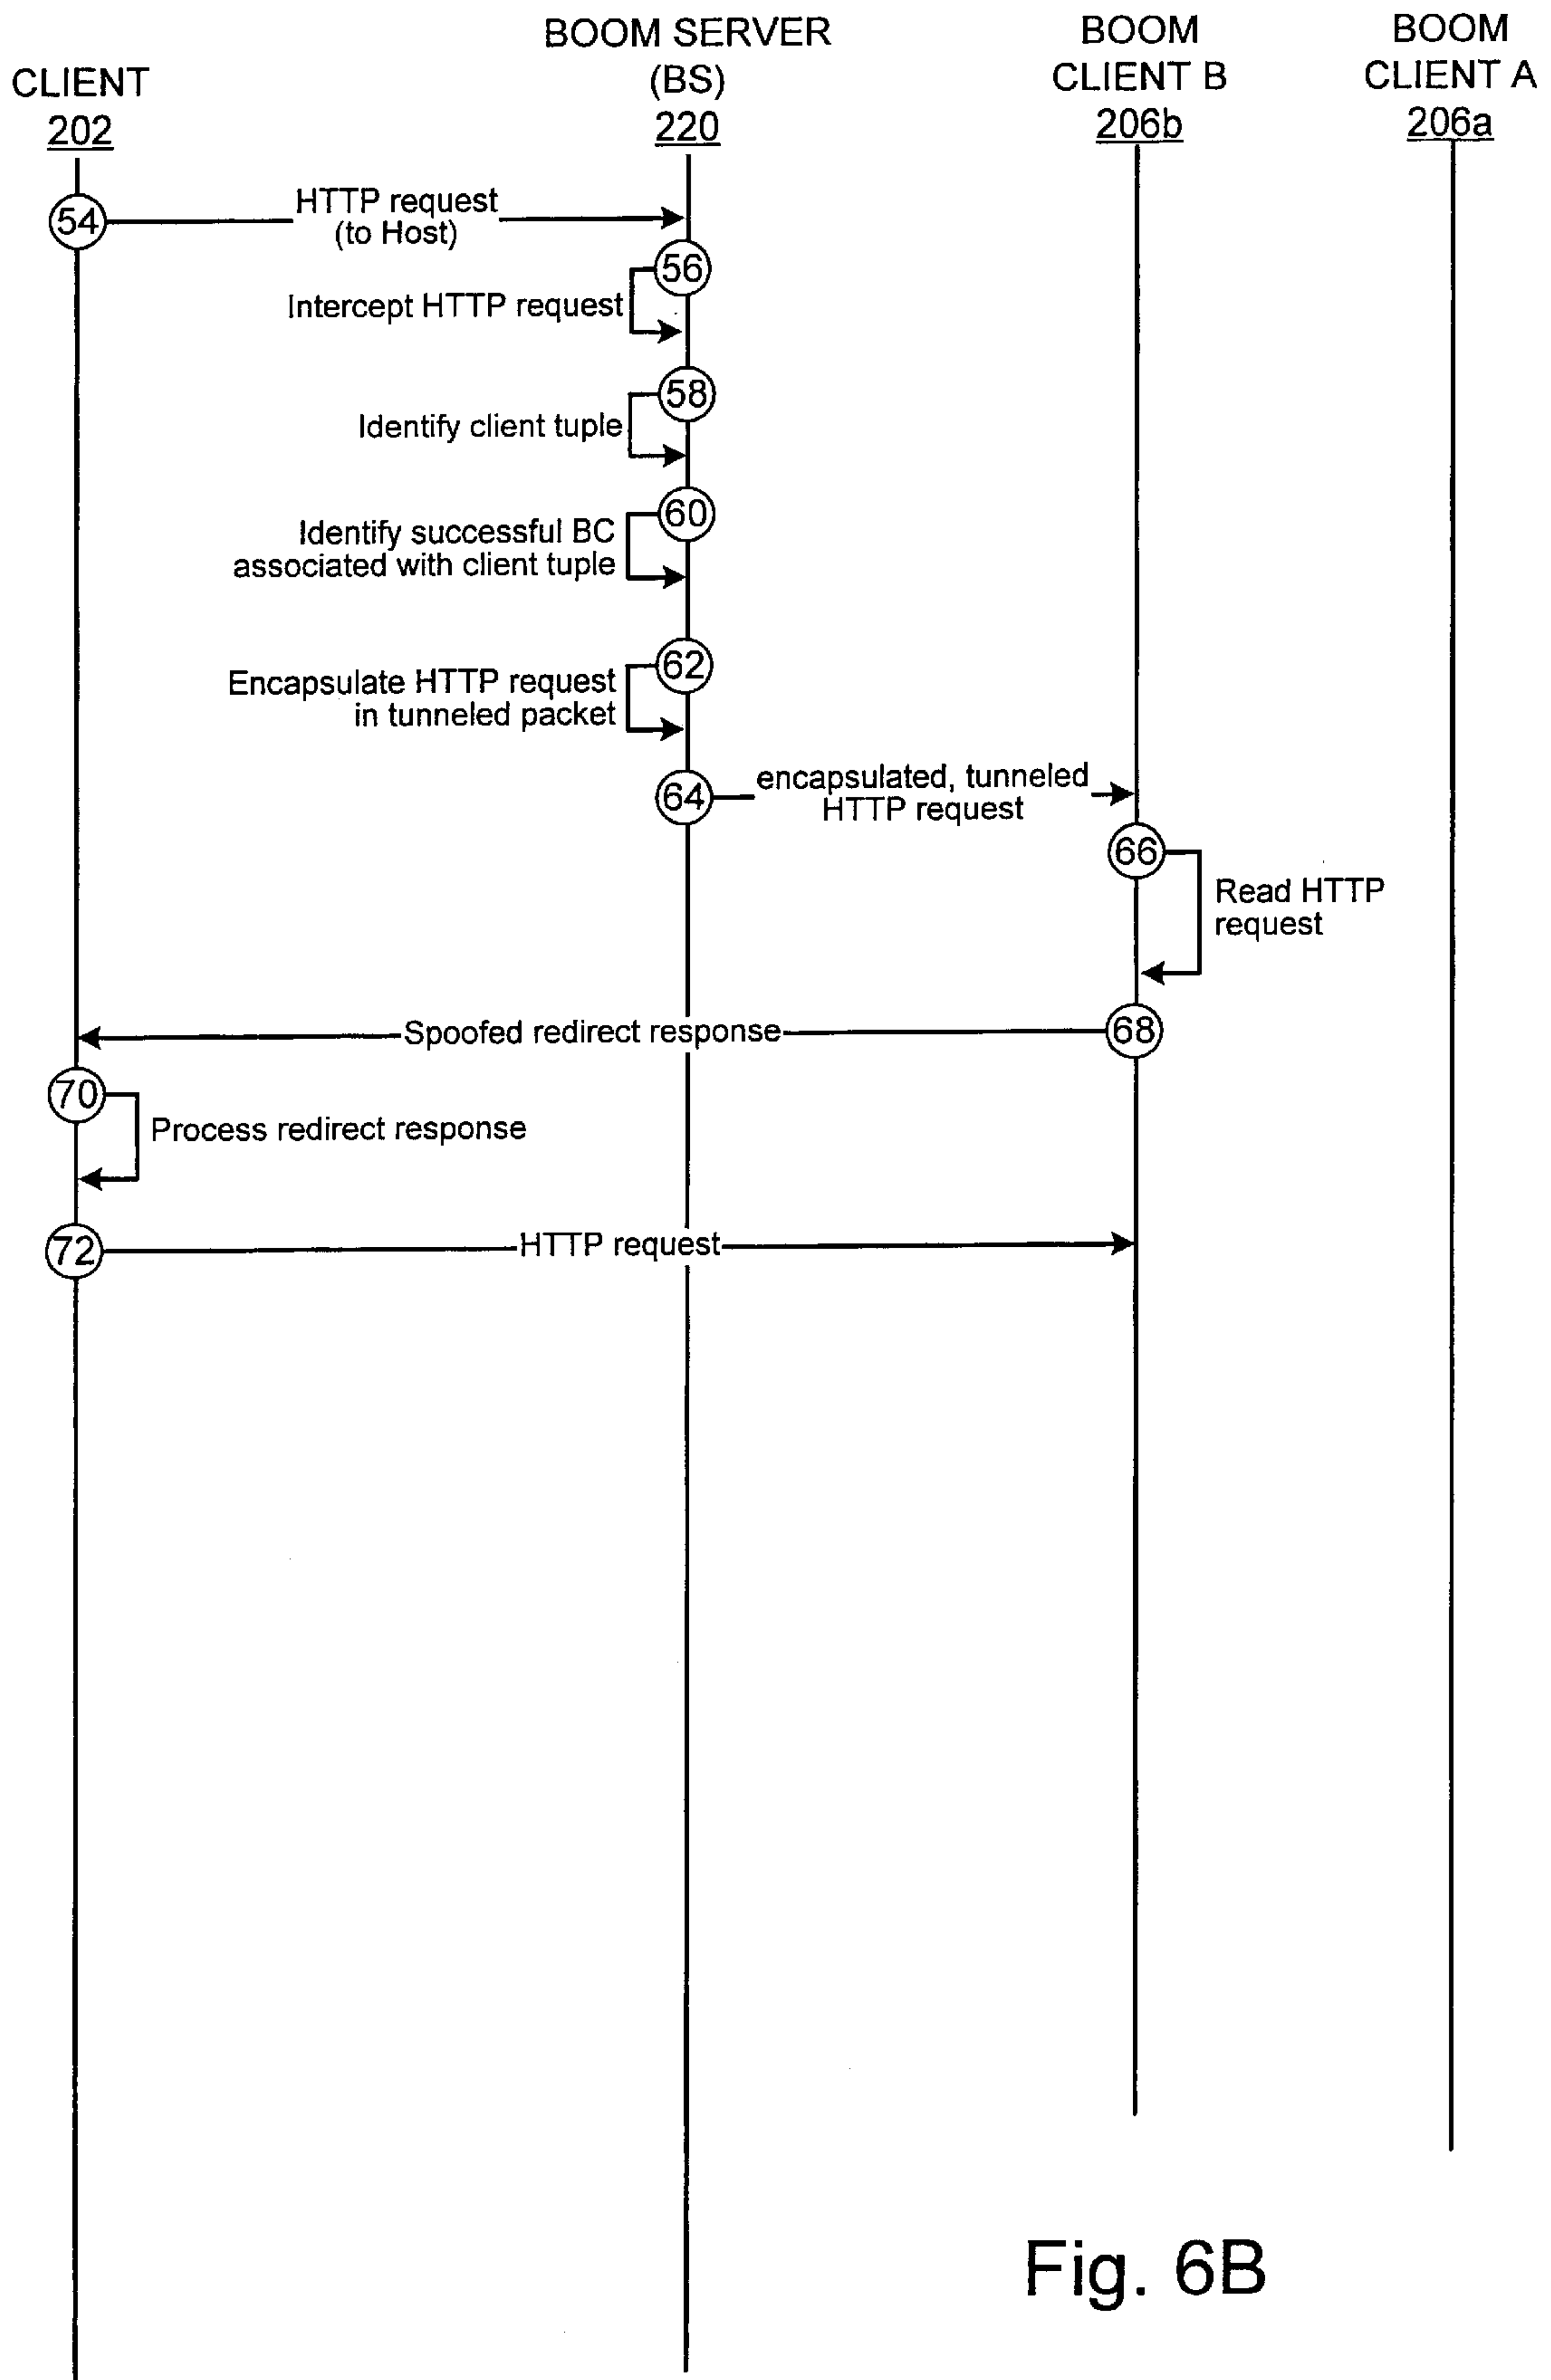 CLIENT
202
BOOM SERVER
(BS)
220
BOOM
CLIENT B
206b
BOOM
CLIENT A
206a
54
HTTP request
(to Host)
56
Intercept HTTP request
58
Identify client tuple
60
Identify successful BC
associated with client tuple
62
Encapsulate HTTP request
in tunneled packet
64
encapsulated, tunneled
HTTP request
66
Read HTTP
request
68
Spoofed redirect response
70
Process redirect response
72
HTTP request
Fig. 6B